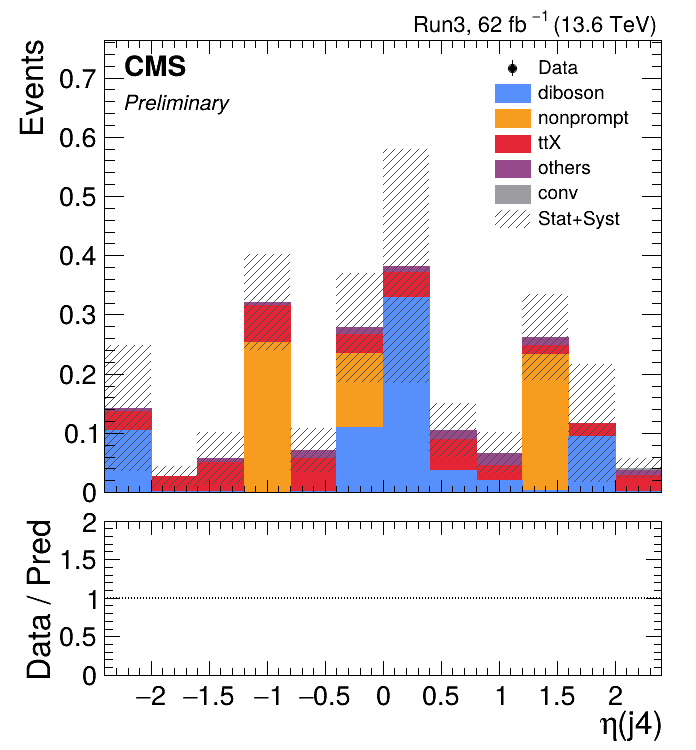 Run3, 62 fb⁻¹ (13.6 TeV)
CMS
Preliminary
Events
0.7
0.6
0.5
0.4
0.3
0.2
0.1
0
Data
diboson
nonprompt
ttX
others
conv
Stat+Syst
Data / Pred
2
1.5
1
0.5
0
−2 −1.5 −1 −0.5 0 0.5 1 1.5 2
η(j4)